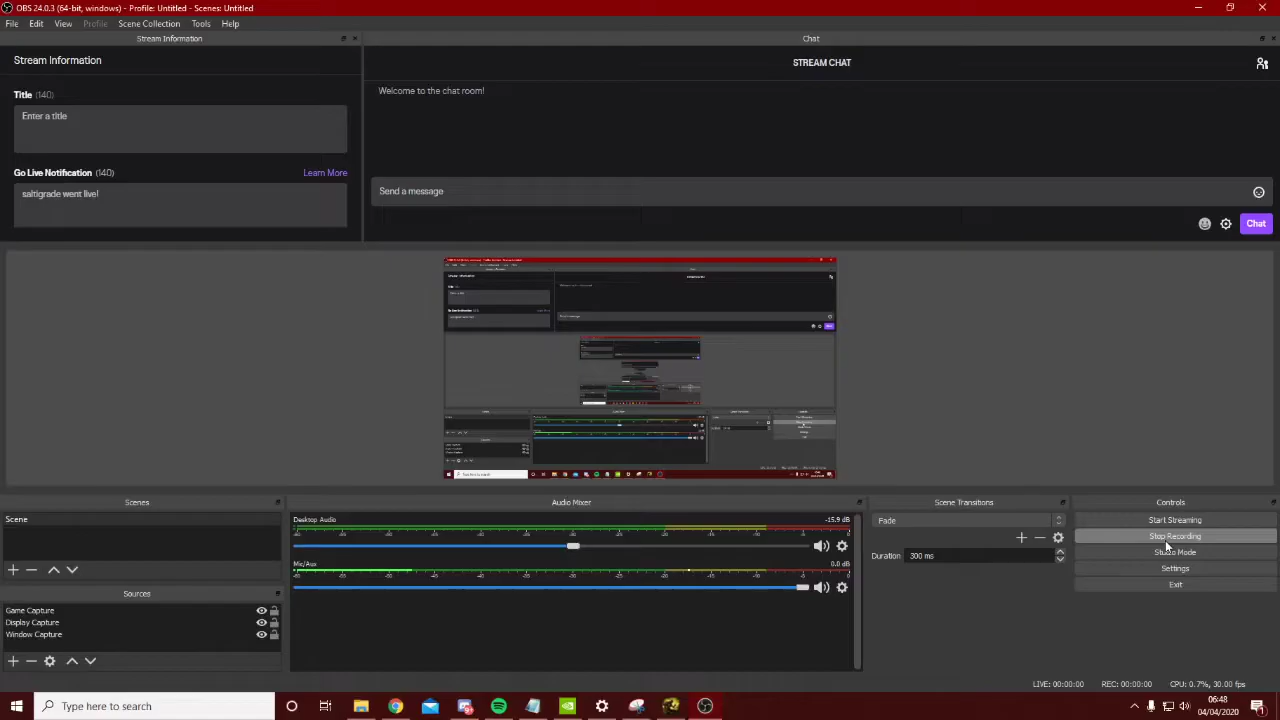 OBS 24.0.3 (64-bit, windows) - Profile: Untitled - Scenes: Untitled
File Edit View Profile Scene Collection Tools Help
Stream Information
Chat
Stream Information
STREAM CHAT
Title (140)
Welcome to the chat room!
Enter a title
Go Live Notification (140)
Learn More
saltigrade went live!
Send a message
Chat
Scenes
Audio Mixer
Scene Transitions
Controls
Scene
Desktop Audio
-15.9 dB
Fade
Start Streaming
Stop Recording
Duration 300 ms
Studio Mode
Mic/Aux
0.0 dB
Settings
Exit
Sources
Game Capture
Display Capture
Window Capture
LIVE: 00:00:00
REC: 00:00:00
CPU: 0.7%, 30.00 fps
Type here to search
06:48
04/04/2020